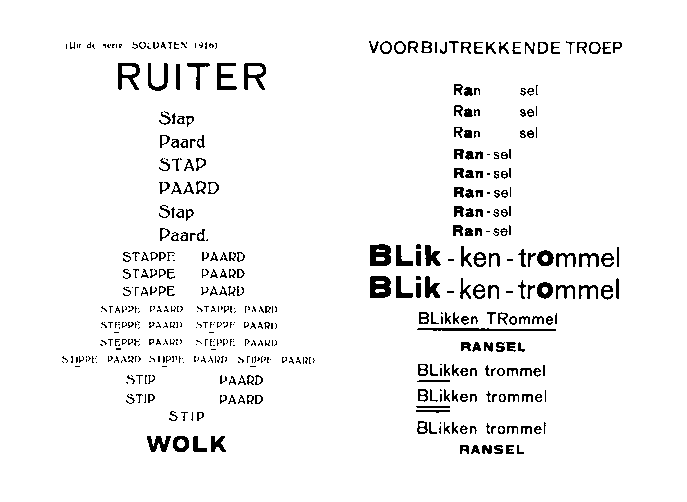 (Uit de serie SOLDATEN 1916)
RUITER
Stap
Paard
STAP
PAARD
Stap
Paard.
STAPPE PAARD
STAPPE PAARD
STAPPE PAARD
STAPPE PAARD STAPPE PAARD
STEPPE PAARD STEPPE PAARD
STEPPE PAARD STEPPE PAARD
STIPPE PAARD STIPPE PAARD STIPPE PAARD
STIP PAARD
STIP PAARD
STIP
WOLK
VOORBIJTREKKENDE TROEP
Ran sel
Ran sel
Ran sel
Ran-sel
Ran-sel
Ran-sel
Ran-sel
Ran-sel
BLik-ken-trommel
BLik-ken-trommel
BLikken TRommel
RANSEL
BLikken trommel
BLikken trommel
BLikken trommel
RANSEL